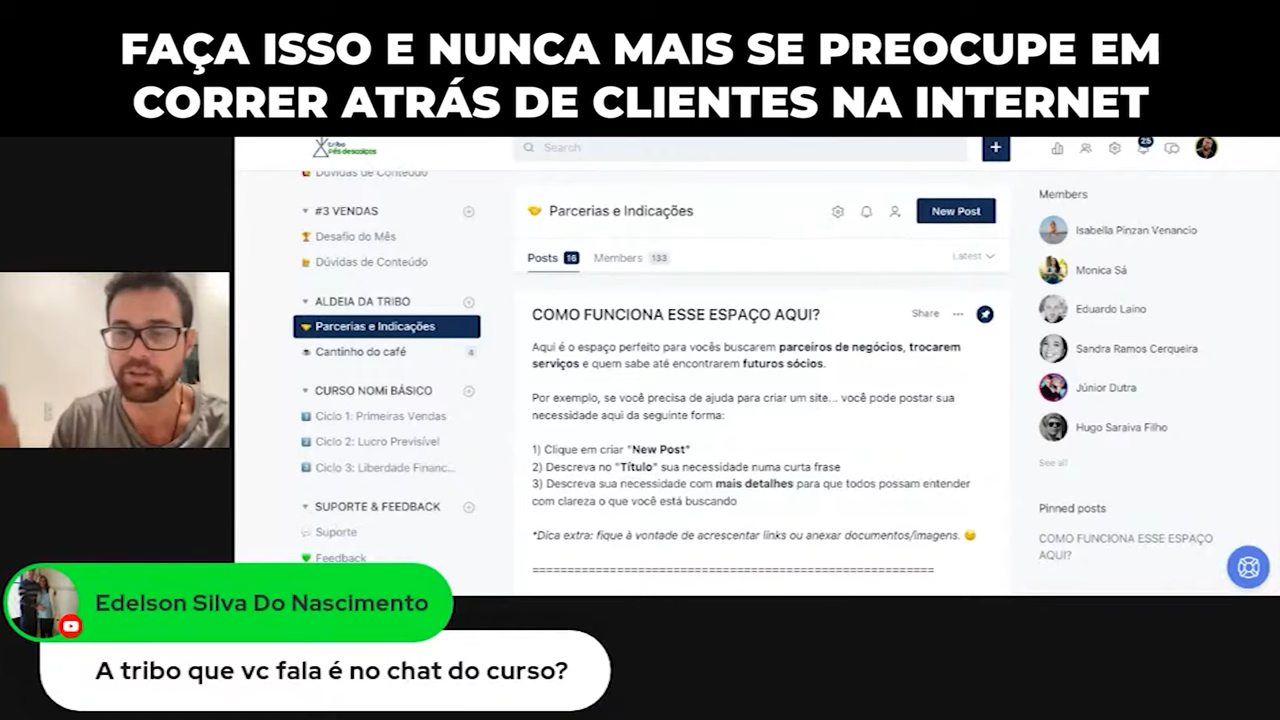 FAÇA ISSO E NUNCA MAIS SE PREOCUPE EM
CORRER ATRÁS DE CLIENTES NA INTERNET
tribo
Pés descalços
Search
25
Dúvidas de Conteúdo
#3 VENDAS
Desafio do Mês
Dúvidas de Conteúdo
ALDEIA DA TRIBO
Parcerias e Indicações
Cantinho do café 4
CURSO NOMi BÁSICO
Ciclo 1: Primeiras Vendas
Ciclo 2: Lucro Previsível
Ciclo 3: Liberdade Financ...
SUPORTE & FEEDBACK
Suporte
Feedback
Parcerias e Indicações
New Post
Posts 16 Members 133
Latest
COMO FUNCIONA ESSE ESPAÇO AQUI?
Share
Aqui é o espaço perfeito para vocês buscarem parceiros de negócios, trocarem
serviços e quem sabe até encontrarem futuros sócios.
Por exemplo, se você precisa de ajuda para criar um site... você pode postar sua
necessidade aqui da seguinte forma:
1) Clique em criar "New Post"
2) Descreva no "Título" sua necessidade numa curta frase
3) Descreva sua necessidade com mais detalhes para que todos possam entender
com clareza o que você está buscando
*Dica extra: fique à vontade de acrescentar links ou anexar documentos/imagens.
==========================================================
Members
Isabella Pinzan Venancio
Monica Sá
Eduardo Laino
Sandra Ramos Cerqueira
Júnior Dutra
Hugo Saraiva Filho
See all
Pinned posts
COMO FUNCIONA ESSE ESPAÇO
AQUI?
Edelson Silva Do Nascimento
A tribo que vc fala é no chat do curso?